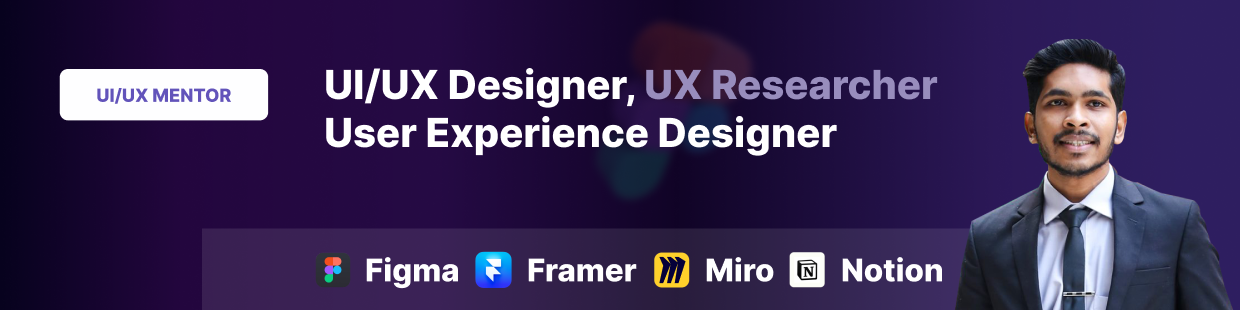 UI/UX MENTOR
UI/UX Designer, UX Researcher
User Experience Designer
Figma Framer Miro N Notion